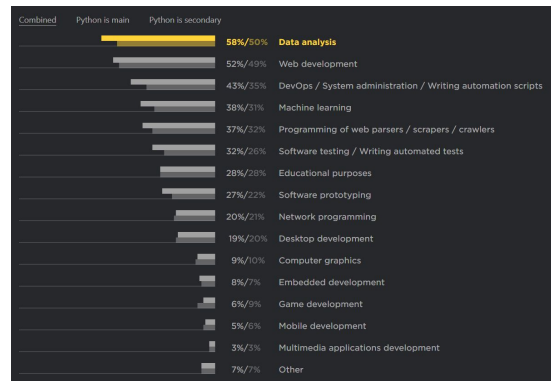 Combined Python is main Python is secondary
58%/50% Data analysis
52%/49% Web development
43%/35% DevOps / System administration / Writing automation scripts
38%/31% Machine learning
37%/32% Programming of web parsers / scrapers / crawlers
32%/26% Software testing / Writing automated tests
28%/28% Educational purposes
27%/22% Software prototyping
20%/21% Network programming
19%/20% Desktop development
9%/10% Computer graphics
8%/7% Embedded development
6%/9% Game development
5%/6% Mobile development
3%/3% Multimedia applications development
7%/7% Other